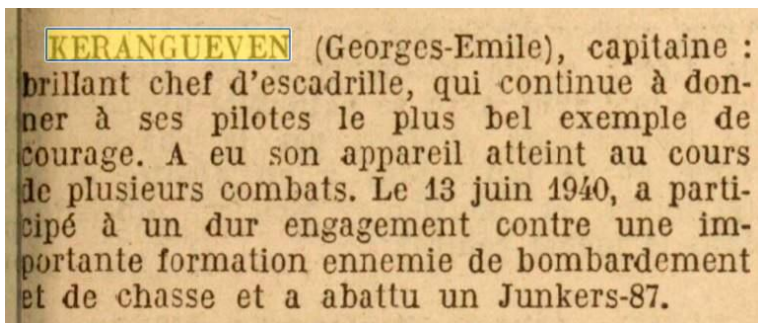 KERANGUEVEN (Georges-Emile), capitaine :
brillant chef d'escadrille, qui continue à don-
ner à ses pilotes le plus bel exemple de
courage. A eu son appareil atteint au cours
de plusieurs combats. Le 13 juin 1940, a parti-
cipé à un dur engagement contre une im-
portante formation ennemie de bombardement
et de chasse et a abattu un Junkers-87.